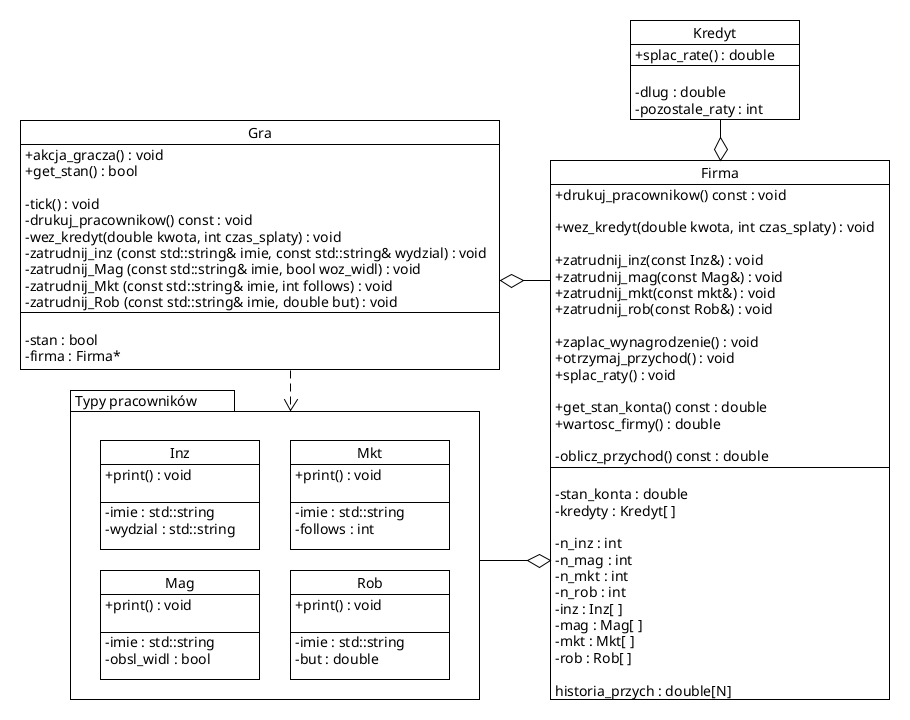 Kredyt
+splac_rate() : double
-dlug : double
-pozostale_raty : int
Gra
+akcja_gracza() : void
+get_stan() : bool
-tick() : void
-drukuj_pracownikow() const : void
-wez_kredyt(double kwota, int czas_splaty) : void
-zatrudnij_inz (const std::string& imie, const std::string& wydzial) : void
-zatrudnij_Mag (const std::string& imie, bool woz_widl) : void
-zatrudnij_Mkt (const std::string& imie, int follows) : void
-zatrudnij_Rob (const std::string& imie, double but) : void
-stan : bool
-firma : Firma*
Firma
+drukuj_pracownikow() const : void
+wez_kredyt(double kwota, int czas_splaty) : void
+zatrudnij_inz(const Inz&) : void
+zatrudnij_mag(const Mag&) : void
+zatrudnij_mkt(const mkt&) : void
+zatrudnij_rob(const Rob&) : void
+zaplac_wynagrodzenie() : void
+otrzymaj_przychod() : void
+splac_raty() : void
+get_stan_konta() const : double
+wartosc_firmy() : double
-oblicz_przychod() const : double
-stan_konta : double
-kredyty : Kredyt[ ]
-n_inz : int
-n_mag : int
-n_mkt : int
-n_rob : int
-inz : Inz[ ]
-mag : Mag[ ]
-mkt : Mkt[ ]
-rob : Rob[ ]
historia_przych : double[N]
Typy pracowników
Inz
+print() : void
-imie : std::string
-wydzial : std::string
Mkt
+print() : void
-imie : std::string
-follows : int
Mag
+print() : void
-imie : std::string
-obsl_widl : bool
Rob
+print() : void
-imie : std::string
-but : double